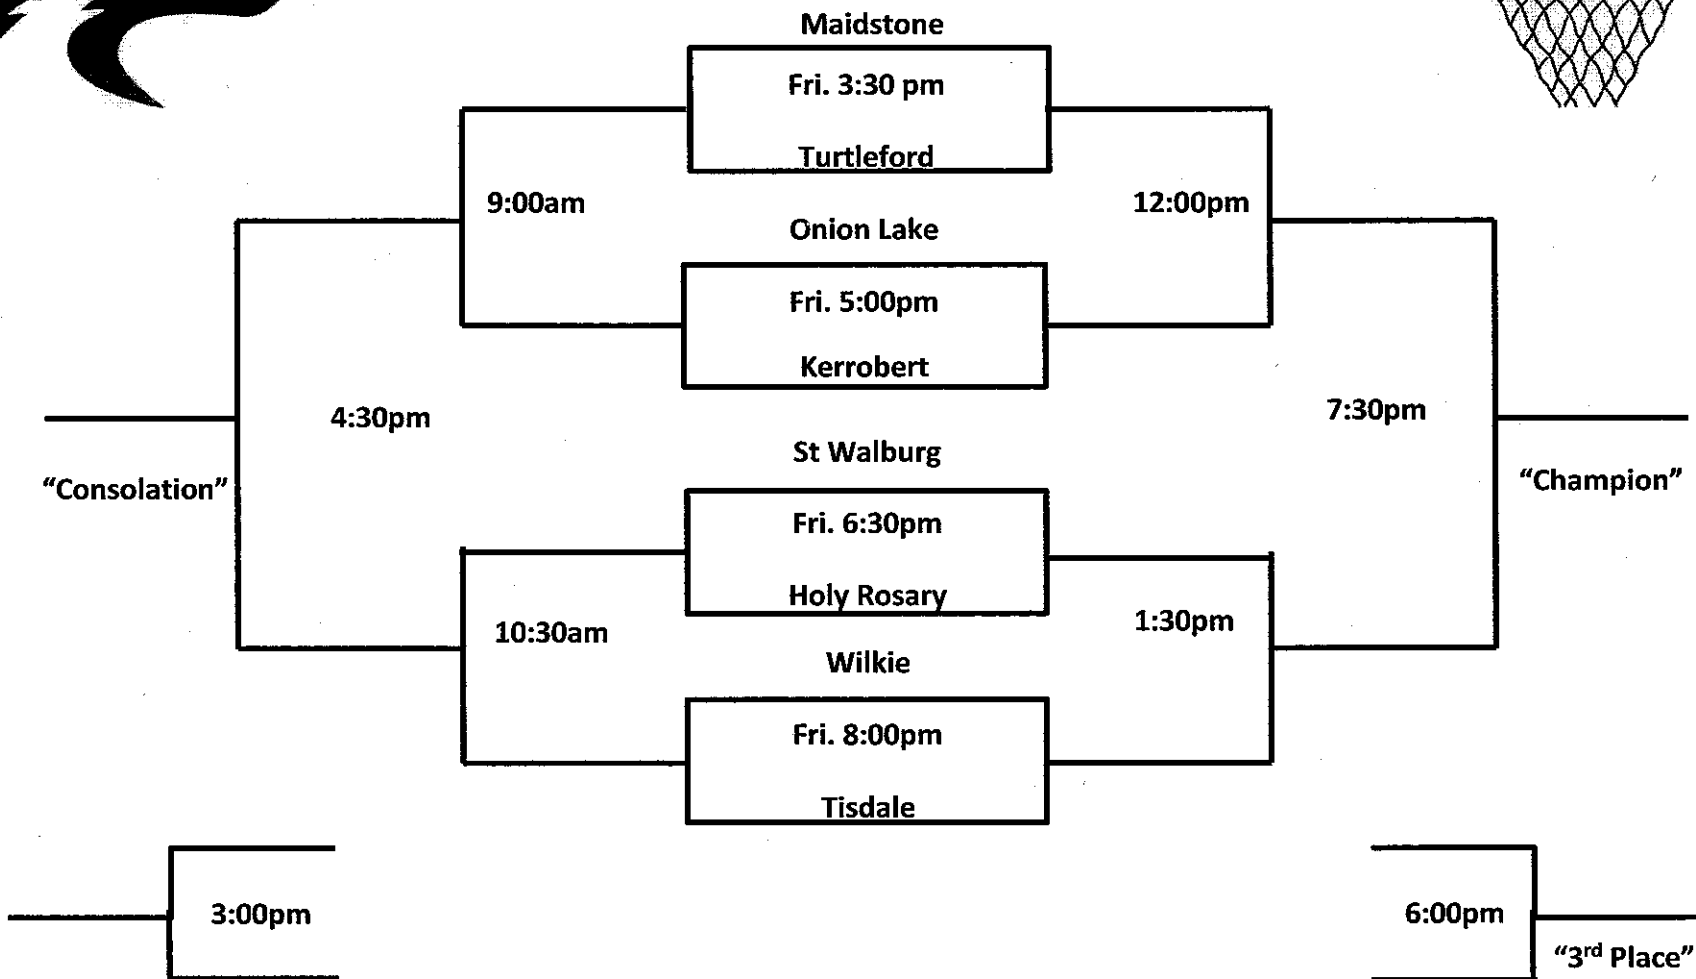 Maidstone
Fri. 3:30 pm
Turtleford
9:00am
12:00pm
Onion Lake
Fri. 5:00pm
Kerrobert
4:30pm
7:30pm
St Walburg
“Consolation”
“Champion”
Fri. 6:30pm
Holy Rosary
10:30am
1:30pm
Wilkie
Fri. 8:00pm
Tisdale
3:00pm
6:00pm
“3rd Place”